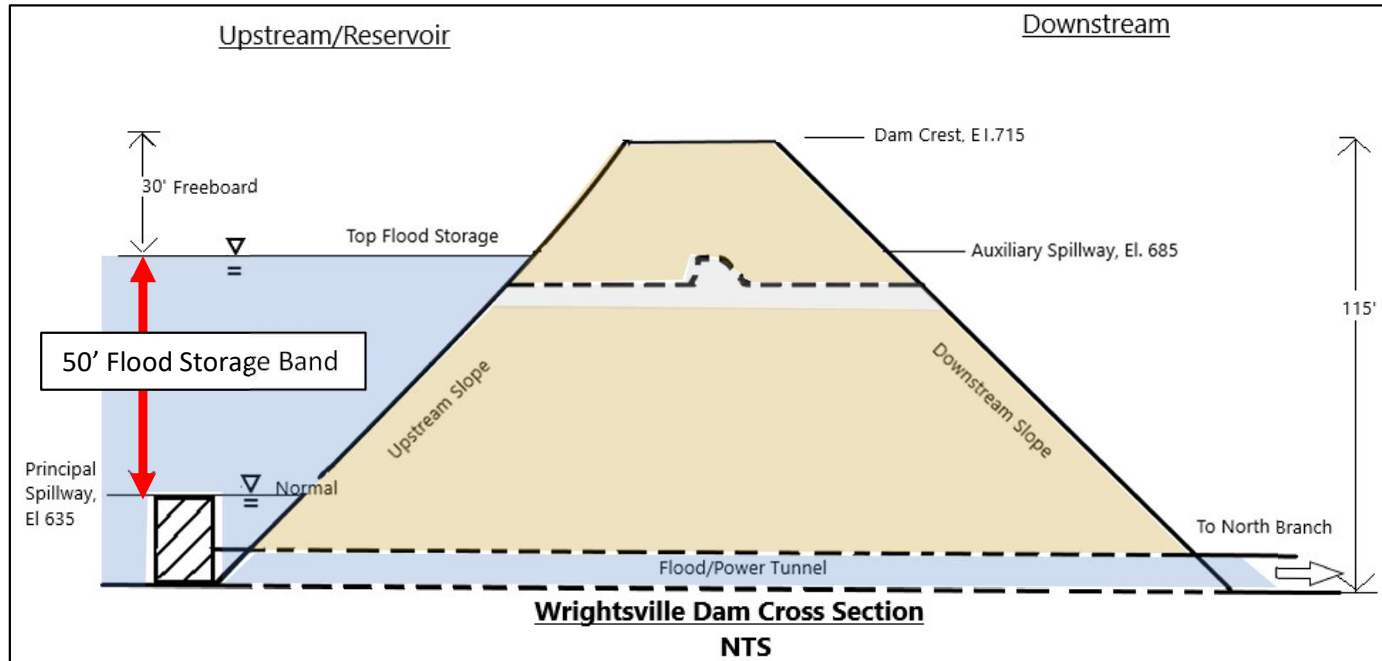 Upstream/Reservoir
Downstream
Dam Crest, El.715
30' Freeboard
Top Flood Storage
Auxiliary Spillway, El. 685
115'
50’ Flood Storage Band
Upstream Slope
Downstream Slope
Principal
Spillway,
El 635
Normal
To North Branch
Flood/Power Tunnel
Wrightsville Dam Cross Section
NTS